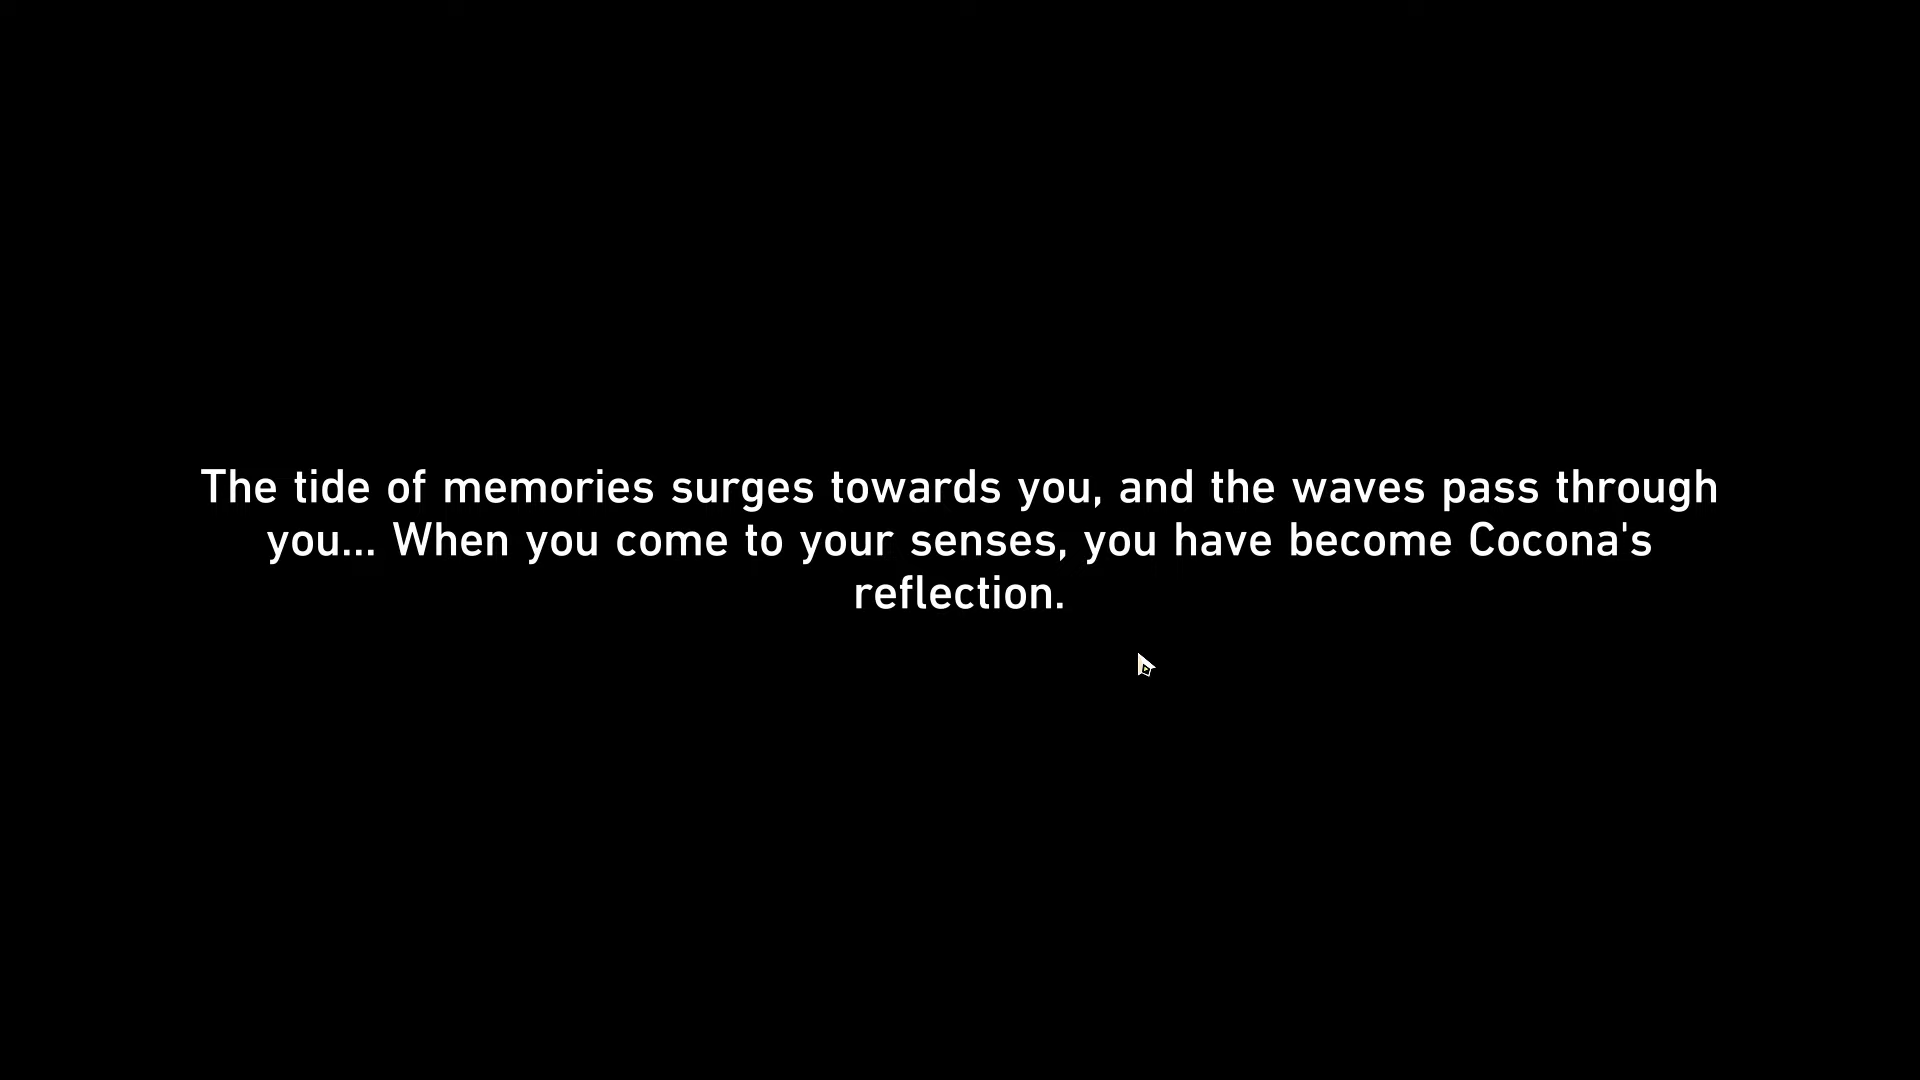 The tide of memories surges towards you, and the waves pass through
you... When you come to your senses, you have become Cocona's
reflection.